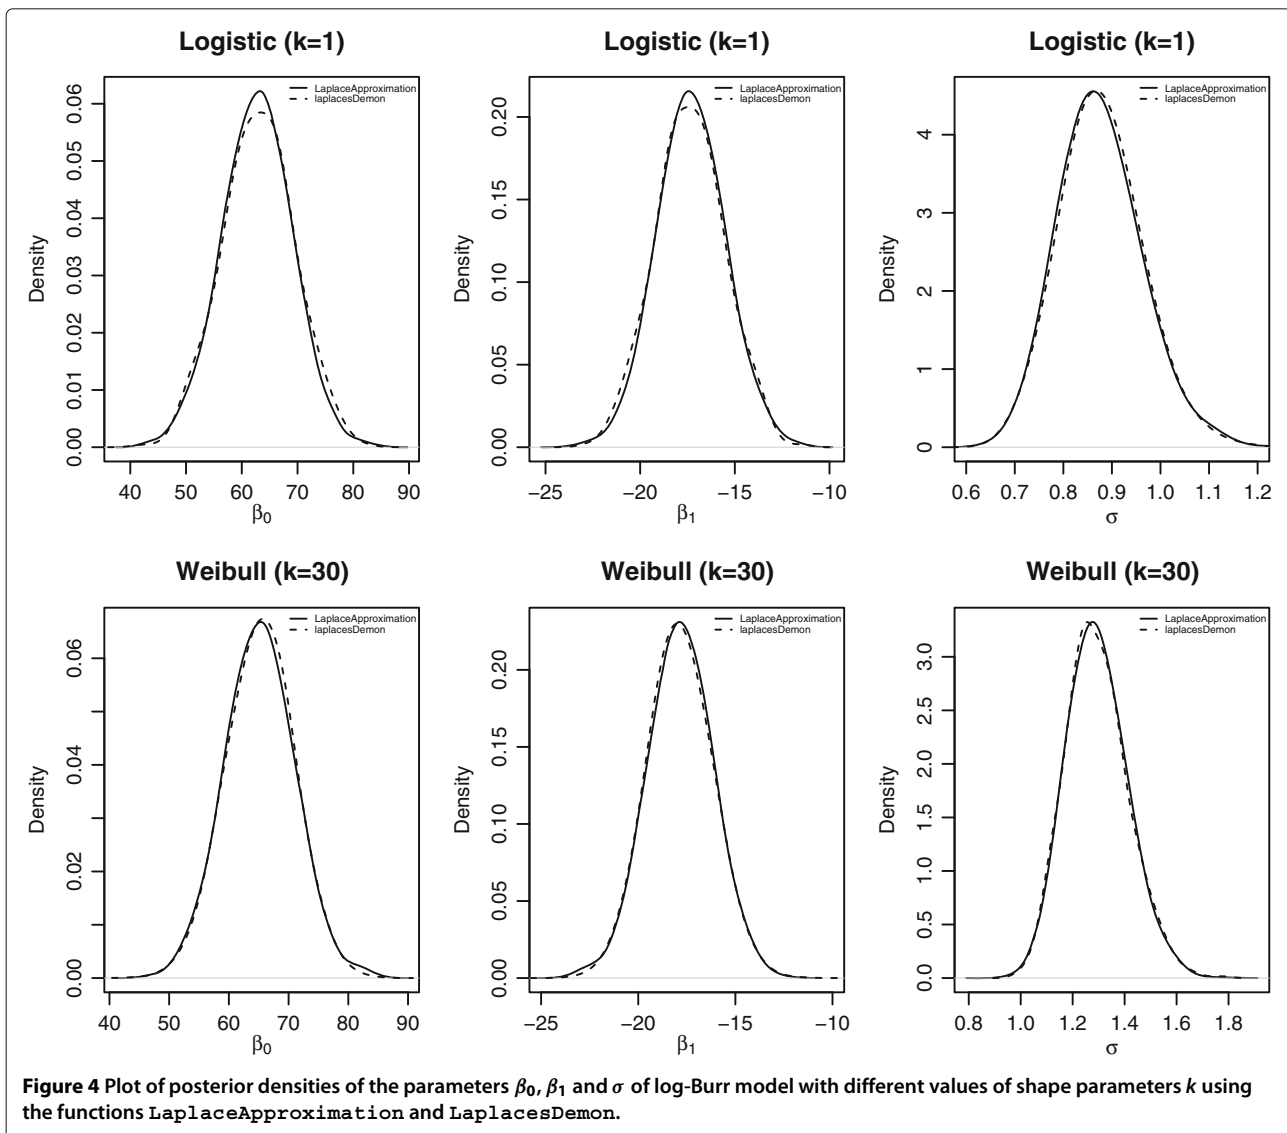 Logistic (k=1)
LaplaceApproximation
laplacesDemon
Density
0.00 0.01 0.02 0.03 0.04 0.05 0.06
40 50 60 70 80 90
β0
Logistic (k=1)
LaplaceApproximation
laplacesDemon
Density
0.00 0.05 0.10 0.15 0.20
−25 −20 −15 −10
β1
Logistic (k=1)
LaplaceApproximation
laplacesDemon
Density
0 1 2 3 4
0.6 0.7 0.8 0.9 1.0 1.1 1.2
σ
Weibull (k=30)
LaplaceApproximation
laplacesDemon
Density
0.00 0.02 0.04 0.06
40 50 60 70 80 90
β0
Weibull (k=30)
LaplaceApproximation
laplacesDemon
Density
0.00 0.05 0.10 0.15 0.20
−25 −20 −15 −10
β1
Weibull (k=30)
LaplaceApproximation
laplacesDemon
Density
0.0 0.5 1.0 1.5 2.0 2.5 3.0
0.8 1.0 1.2 1.4 1.6 1.8
σ
Figure 4 Plot of posterior densities of the parameters β0, β1 and σ of log-Burr model with different values of shape parameters k using
the functions LaplaceApproximation and LaplacesDemon.